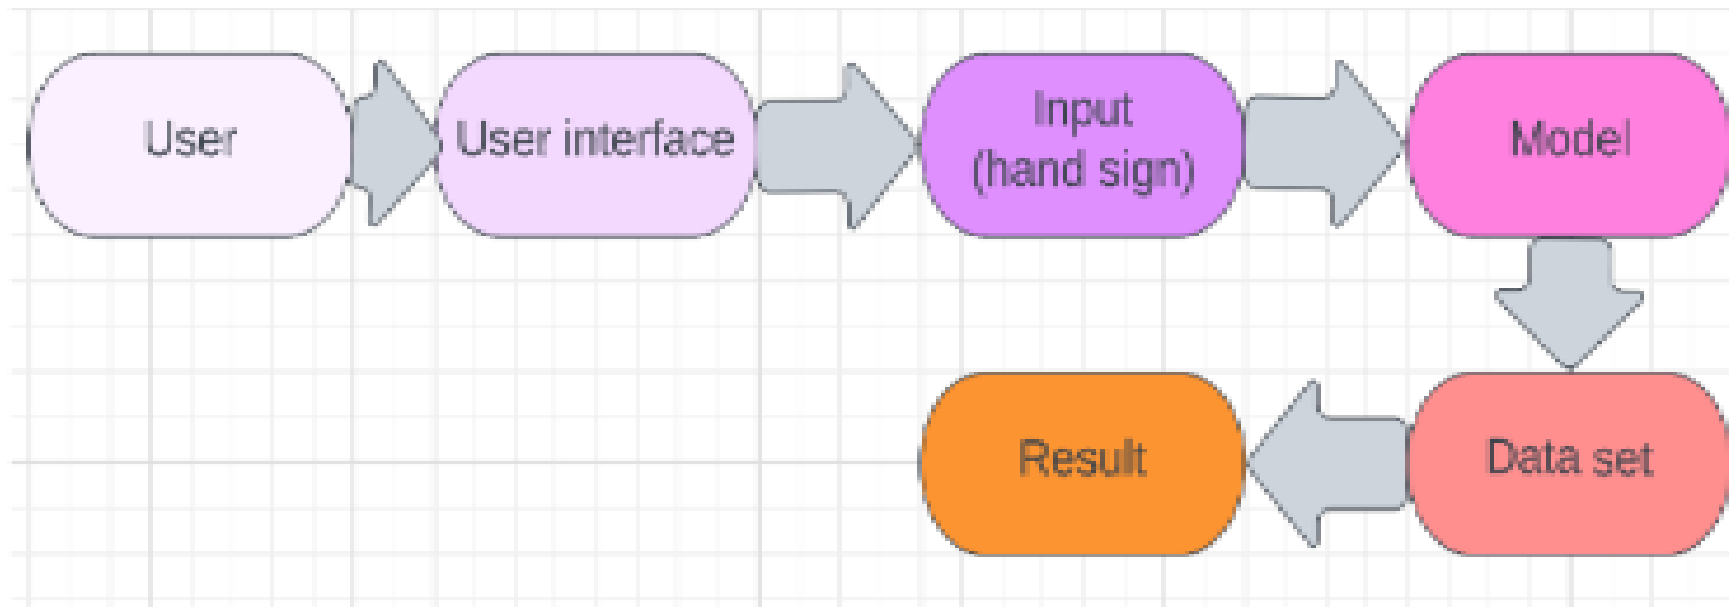 User
User interface
Input
(hand sign)
Model
Data set
Result